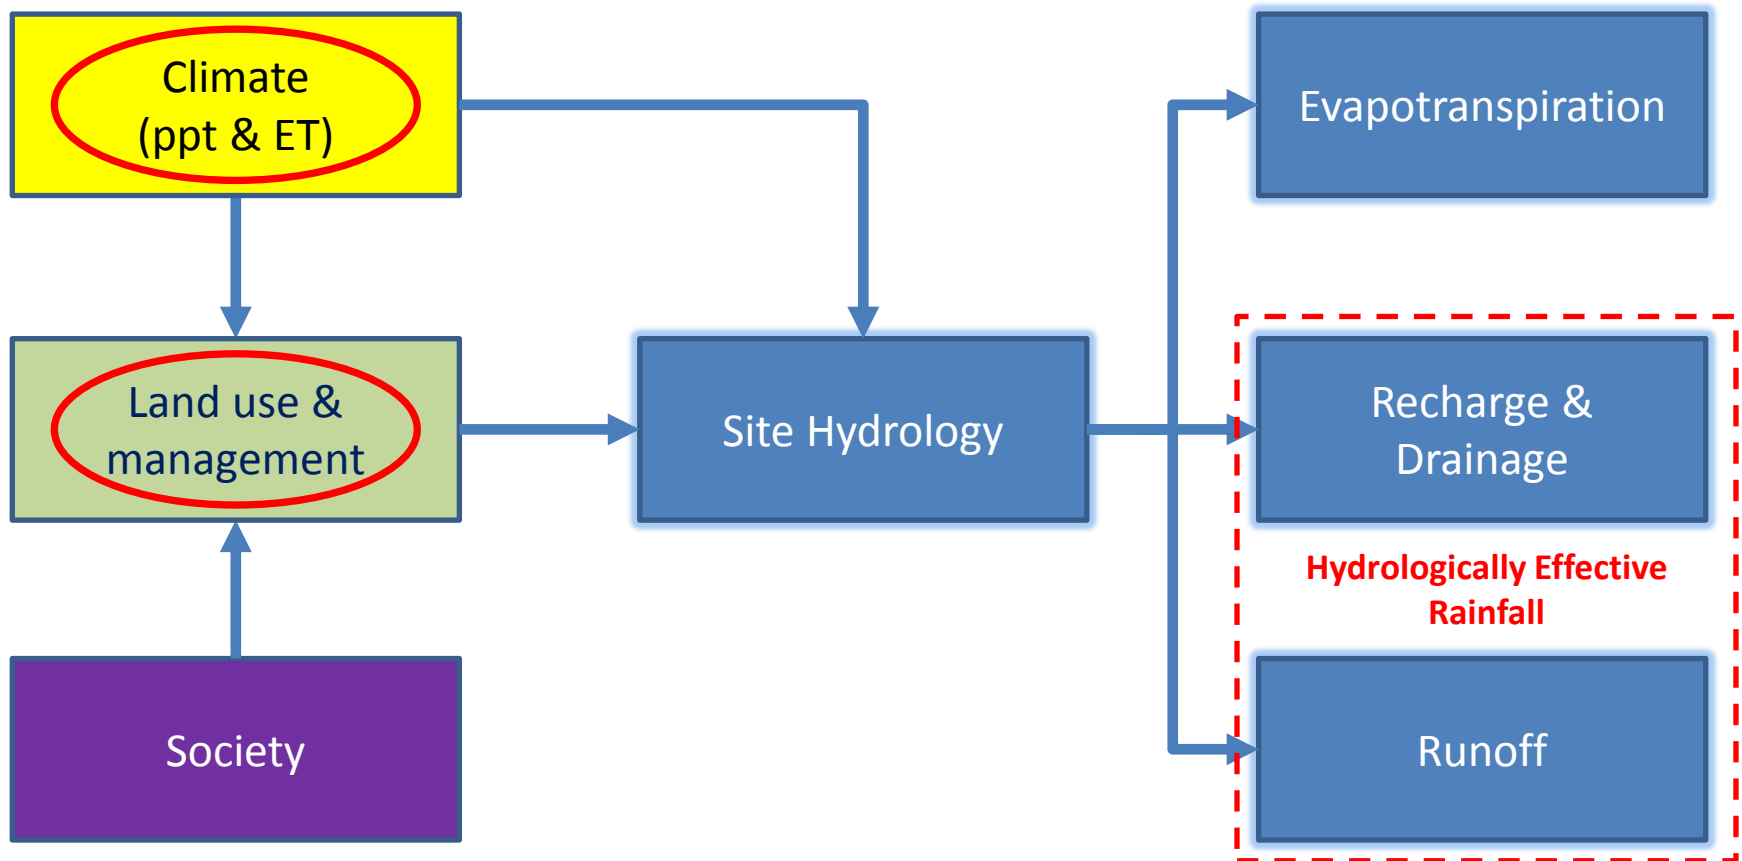 Climate
(ppt & ET)
Evapotranspiration
Land use &
management
Site Hydrology
Recharge &
Drainage
Hydrologically Effective
Rainfall
Society
Runoff